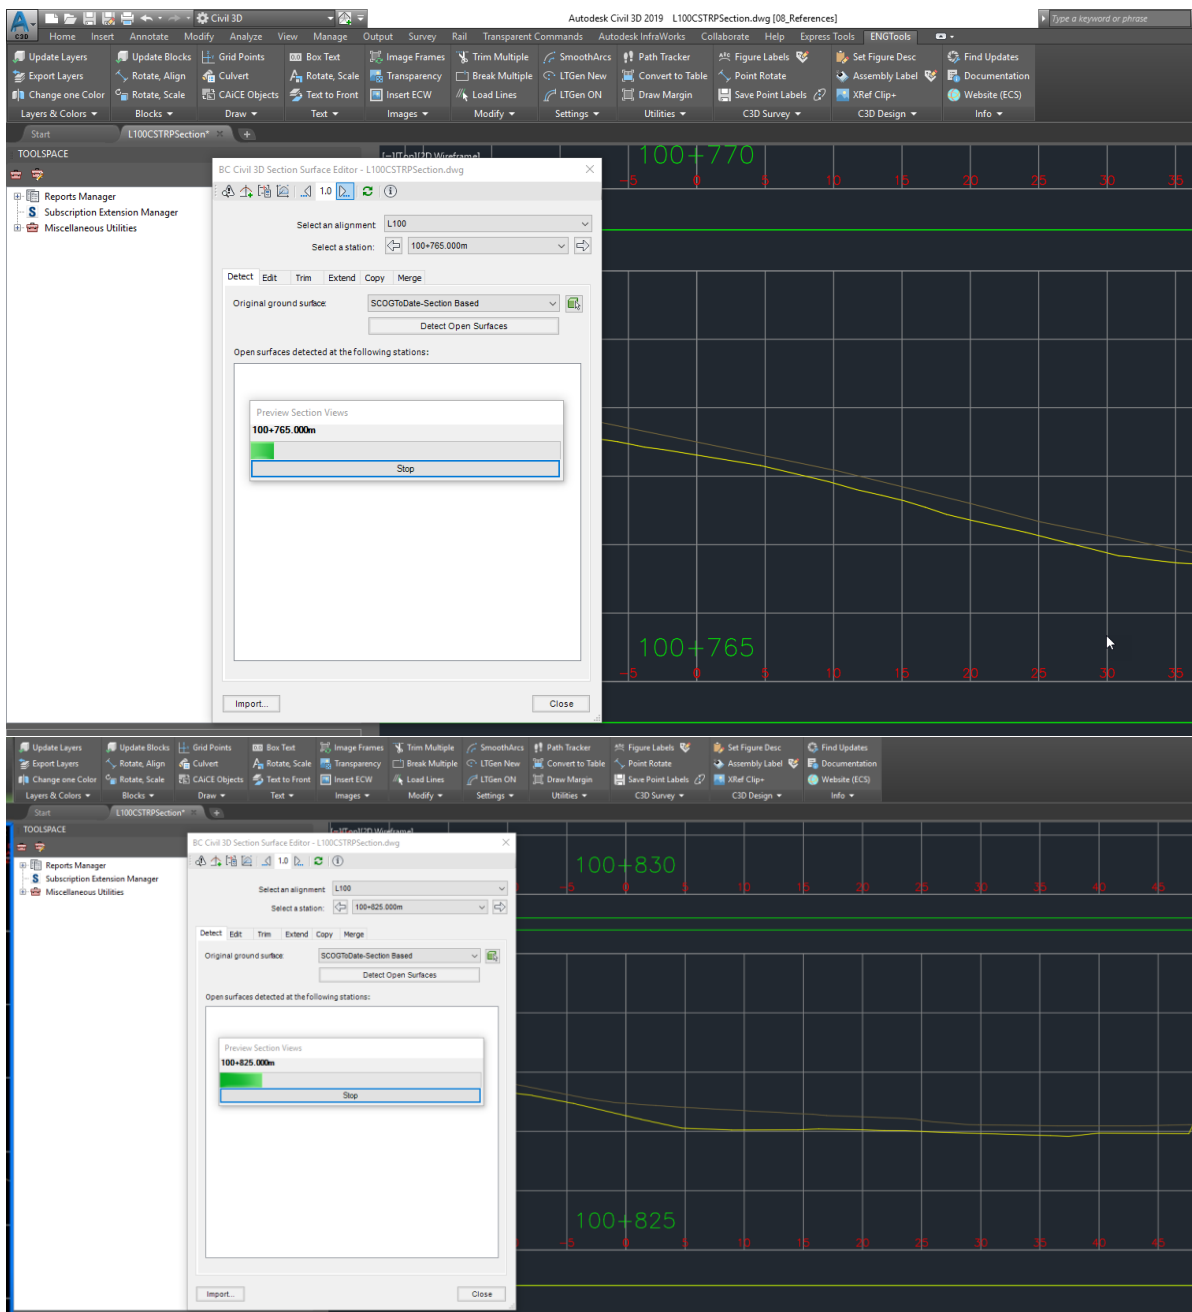 Civil 3D
Autodesk Civil 3D 2019 L100CSTRPSection.dwg [08_References]
Type a keyword or phrase
C3D Home Insert Annotate Modify Analyze View Manage Output Survey Rail Transparent Commands Autodesk InfraWorks Collaborate Help Express Tools ENGTools
Update Layers Update Blocks Grid Points Box Text Image Frames Trim Multiple SmoothArcs Path Tracker Figure Labels Set Figure Desc Find Updates
Export Layers Rotate, Align Culvert Rotate, Scale Transparency Break Multiple LTGen New Convert to Table Point Rotate Assembly Label Documentation
Change one Color Rotate, Scale CAiCE Objects Text to Front Insert ECW Load Lines LTGen ON Draw Margin Save Point Labels XRef Clip+ Website (ECS)
Layers & Colors Blocks Draw Text Images Modify Settings Utilities C3D Survey C3D Design Info
Start L100CSTRPSection*
TOOLSPACE
[–][Top][2D Wireframe]
Reports Manager
Subscription Extension Manager
Miscellaneous Utilities
BC Civil 3D Section Surface Editor - L100CSTRPSection.dwg
1.0
Select an alignment L100
Select a station: 100+765.000m
Detect Edit Trim Extend Copy Merge
Original ground surface: SCOGToDate-Section Based
Detect Open Surfaces
Open surfaces detected at the following stations:
Preview Section Views
100+765.000m
Stop
Import...
Close
100+770
-5 0 5 10 15 20 25 30 35
100+765
-5 0 5 10 15 20 25 30 35
Update Layers Update Blocks Grid Points Box Text Image Frames Trim Multiple SmoothArcs Path Tracker Figure Labels Set Figure Desc Find Updates
Export Layers Rotate, Align Culvert Rotate, Scale Transparency Break Multiple LTGen New Convert to Table Point Rotate Assembly Label Documentation
Change one Color Rotate, Scale CAiCE Objects Text to Front Insert ECW Load Lines LTGen ON Draw Margin Save Point Labels XRef Clip+ Website (ECS)
Layers & Colors Blocks Draw Text Images Modify Settings Utilities C3D Survey C3D Design Info
Start L100CSTRPSection*
TOOLSPACE
[–][Top][2D Wireframe]
Reports Manager
Subscription Extension Manager
Miscellaneous Utilities
BC Civil 3D Section Surface Editor - L100CSTRPSection.dwg
1.0
Select an alignment L100
Select a station: 100+825.000m
Detect Edit Trim Extend Copy Merge
Original ground surface: SCOGToDate-Section Based
Detect Open Surfaces
Open surfaces detected at the following stations:
Preview Section Views
100+825.000m
Stop
Import...
Close
100+830
-5 0 5 10 15 20 25 30 35 40 45
100+825
-5 0 5 10 15 20 25 30 35 40 45